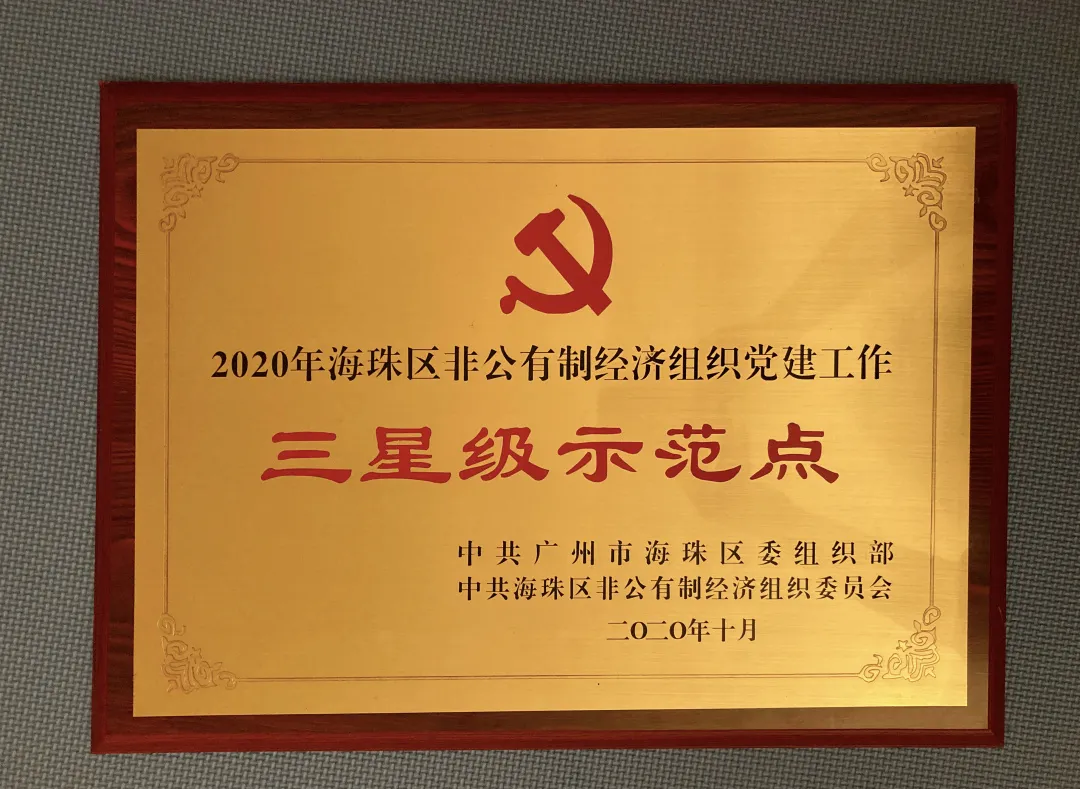 2020年海珠区非公有制经济组织党建工作
三星级示范点
中共广州市海珠区委组织部
中共海珠区非公有制经济组织委员会
二〇二〇年十月